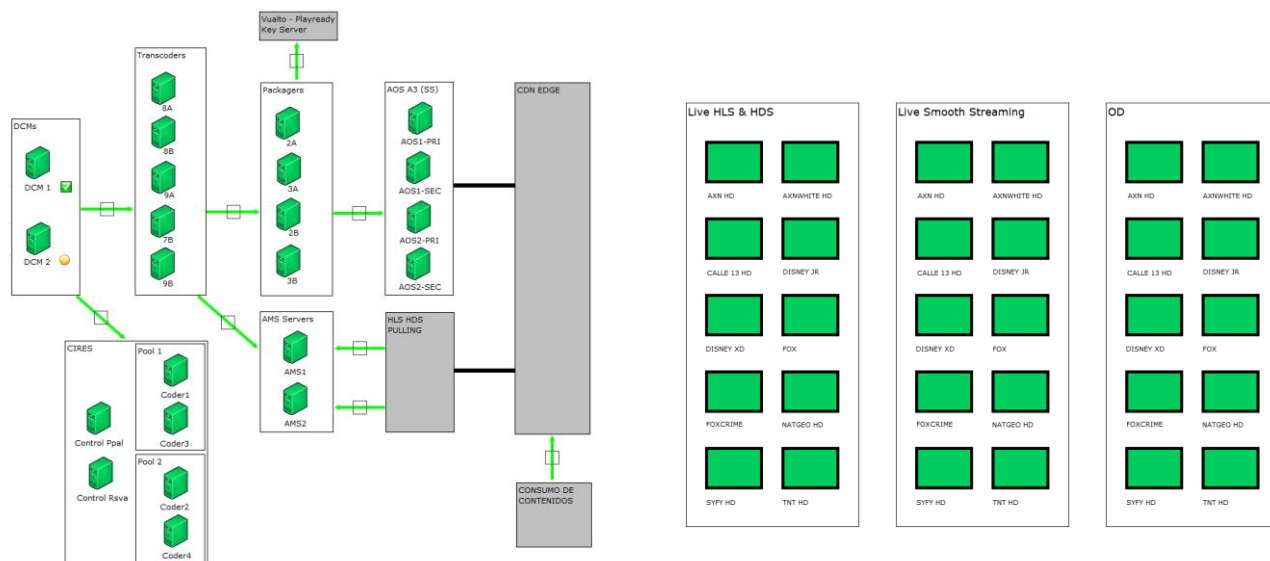 Vualto - Playready
Key Server
Transcoders
8A
8B
9A
7B
9B
Packagers
2A
3A
2B
3B
AOS A3 (SS)
AOS1-PRI
AOS1-SEC
AOS2-PRI
AOS2-SEC
CDN EDGE
DCMs
DCM 1
DCM 2
CIRES
Control Ppal
Control Rsva
Pool 1
Coder1
Coder3
Pool 2
Coder2
Coder4
AMS Servers
AMS1
AMS2
HLS HDS
PULLING
CONSUMO DE
CONTENIDOS
Live HLS & HDS
AXN HD
AXNWHITE HD
CALLE 13 HD
DISNEY JR
DISNEY XD
FOX
FOXCRIME
NATGEO HD
SYFY HD
TNT HD
Live Smooth Streaming
AXN HD
AXNWHITE HD
CALLE 13 HD
DISNEY JR
DISNEY XD
FOX
FOXCRIME
NATGEO HD
SYFY HD
TNT HD
OD
AXN HD
AXNWHITE HD
CALLE 13 HD
DISNEY JR
DISNEY XD
FOX
FOXCRIME
NATGEO HD
SYFY HD
TNT HD